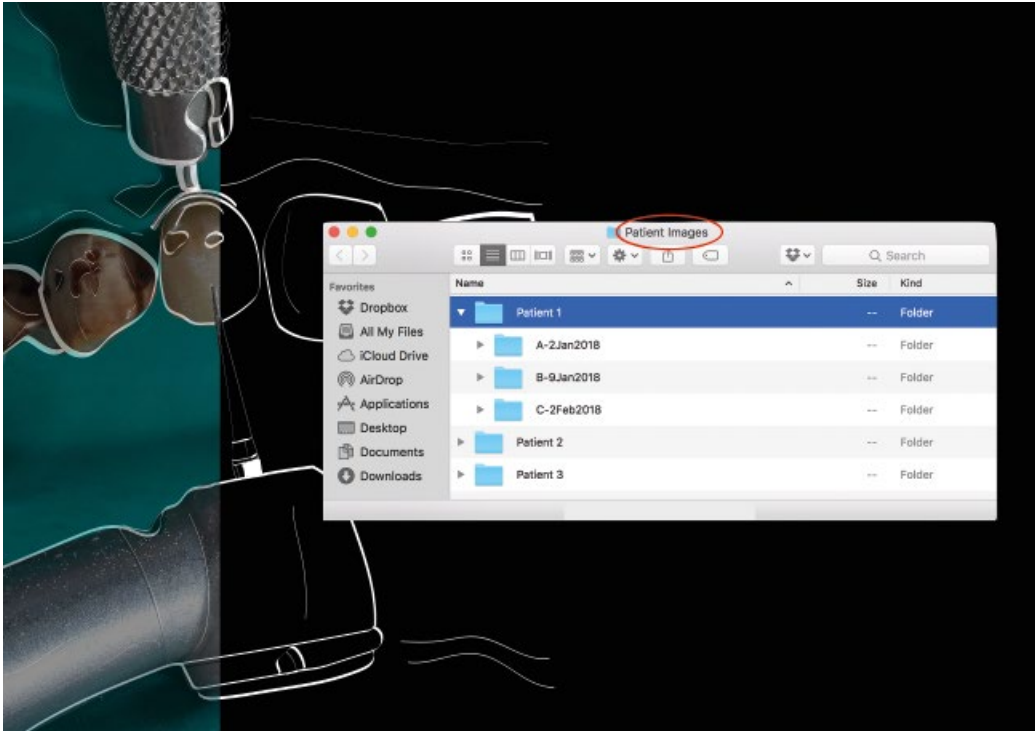 Patient Images
Search
Favorites
Dropbox
All My Files
iCloud Drive
AirDrop
Applications
Desktop
Documents
Downloads
Name Size Kind
Patient 1 -- Folder
A-2Jan2018 -- Folder
B-9Jan2018 -- Folder
C-2Feb2018 -- Folder
Patient 2 -- Folder
Patient 3 -- Folder